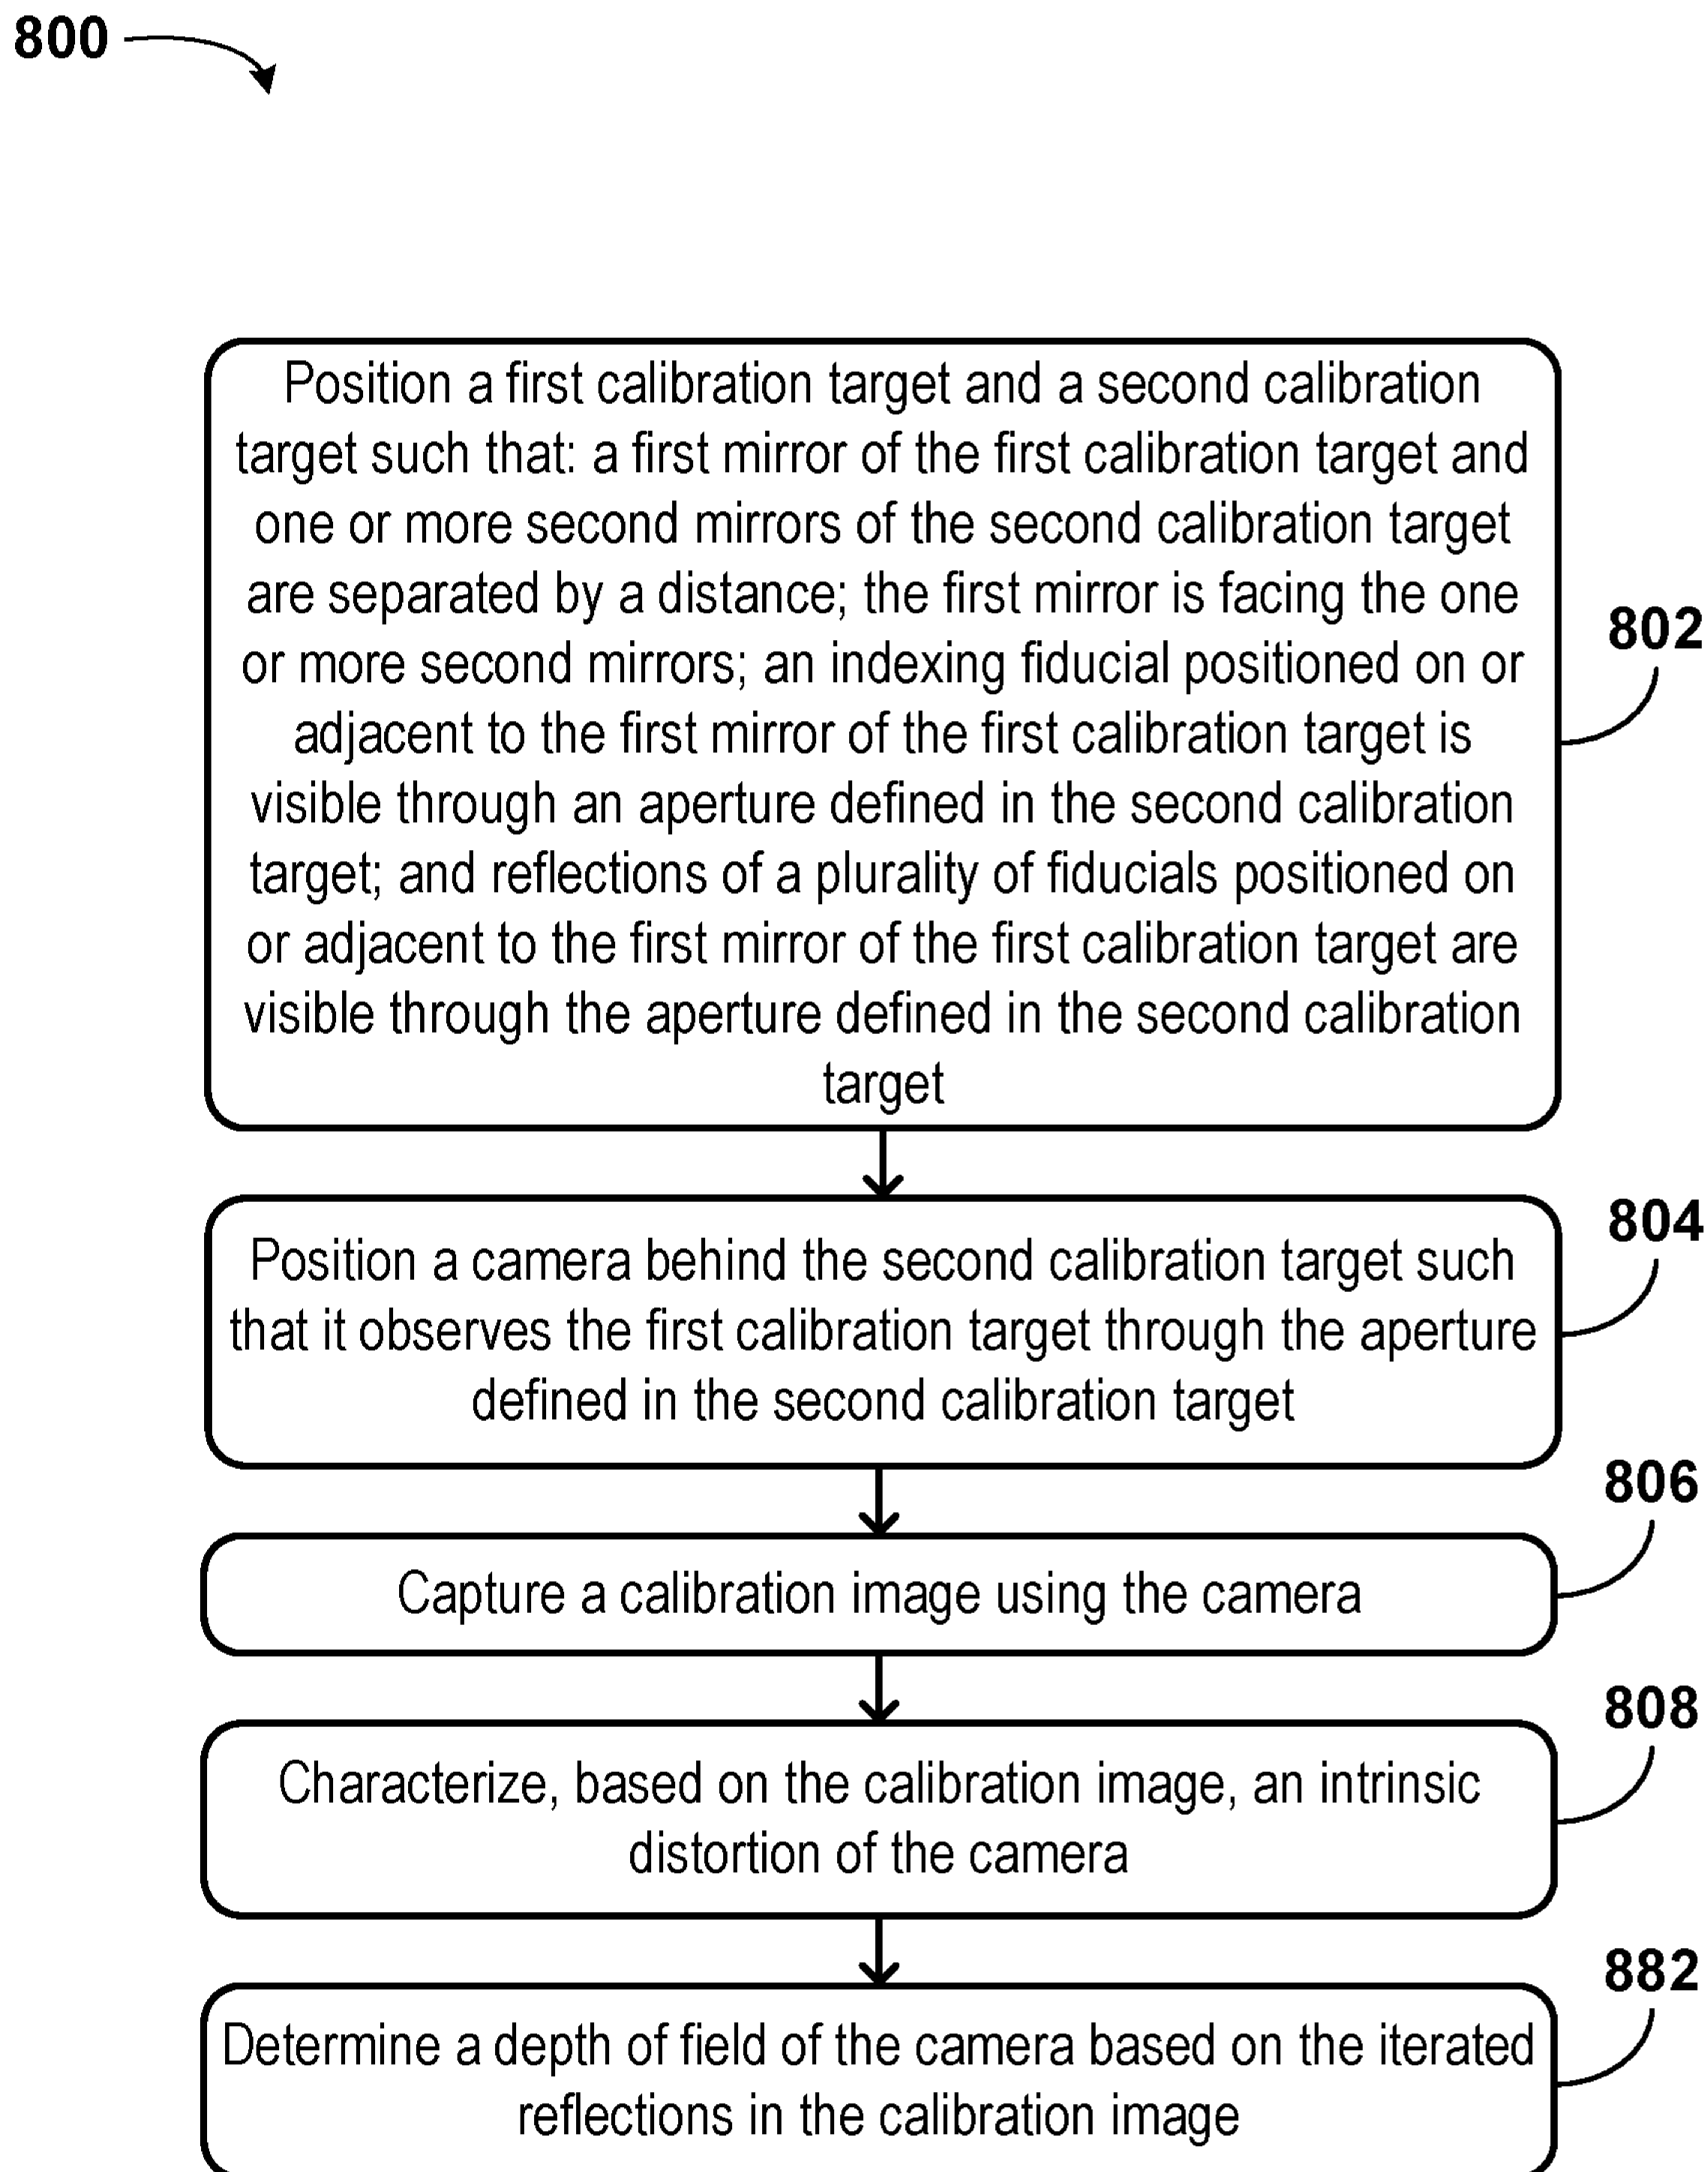 800
Position a first calibration target and a second calibration
target such that: a first mirror of the first calibration target and
one or more second mirrors of the second calibration target
are separated by a distance; the first mirror is facing the one
or more second mirrors; an indexing fiducial positioned on or
adjacent to the first mirror of the first calibration target is
visible through an aperture defined in the second calibration
target; and reflections of a plurality of fiducials positioned on
or adjacent to the first mirror of the first calibration target are
visible through the aperture defined in the second calibration
target
802
Position a camera behind the second calibration target such
that it observes the first calibration target through the aperture
defined in the second calibration target
804
Capture a calibration image using the camera
806
Characterize, based on the calibration image, an intrinsic
distortion of the camera
808
Determine a depth of field of the camera based on the iterated
reflections in the calibration image
882